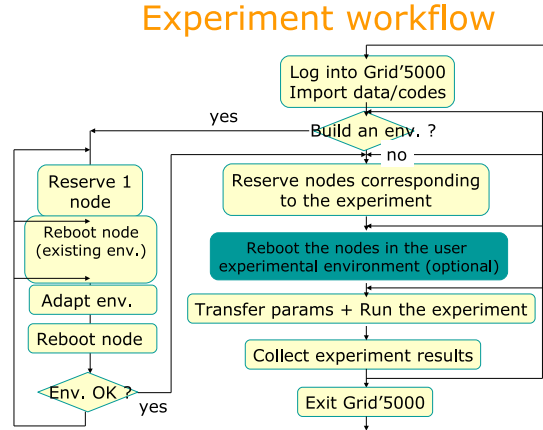 Experiment workflow
Log into Grid'5000
Import data/codes
yes
Build an env. ?
no
Reserve 1
node
Reserve nodes corresponding
to the experiment
Reboot node
(existing env.)
Reboot the nodes in the user
experimental environment (optional)
Adapt env.
Transfer params + Run the experiment
Reboot node
Collect experiment results
Env. OK ?
yes
Exit Grid'5000